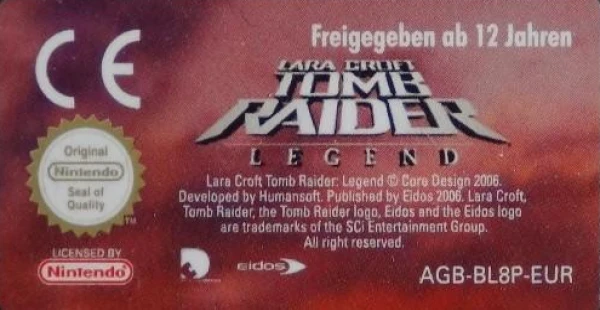 CE
Freigegeben ab 12 Jahren
LARA CROFT
TOMB
RAIDER
LEGEND
Original
Nintendo
Seal of
Quality
TM
Lara Croft Tomb Raider: Legend © Core Design 2006.
Developed by Humansoft. Published by Eidos 2006. Lara Croft,
Tomb Raider, the Tomb Raider logo, Eidos and the Eidos logo
are trademarks of the SCi Entertainment Group.
All right reserved.
LICENSED BY
Nintendo
eidos
AGB-BL8P-EUR